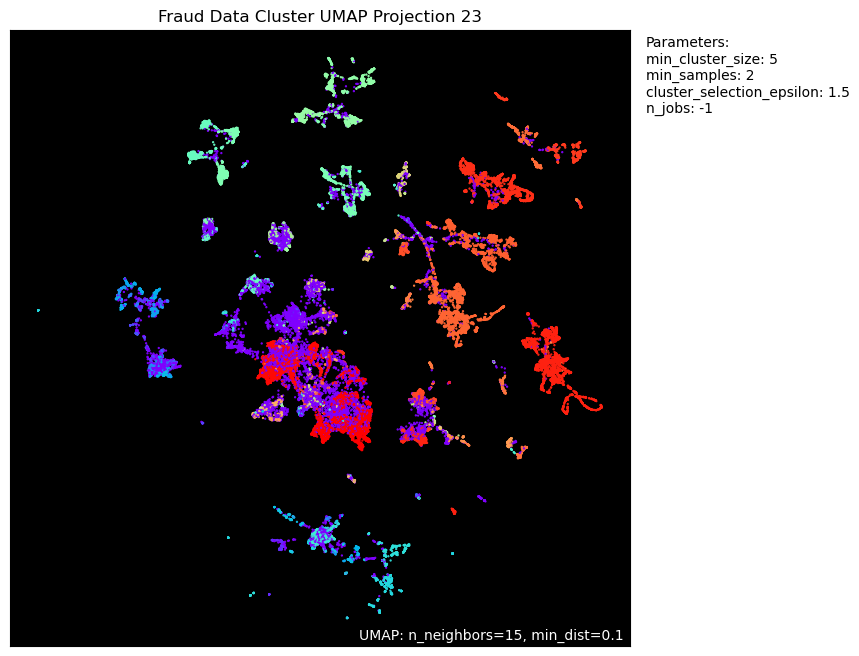 Fraud Data Cluster UMAP Projection 23
Parameters:
min_cluster_size: 5
min_samples: 2
cluster_selection_epsilon: 1.5
n_jobs: -1
UMAP: n_neighbors=15, min_dist=0.1